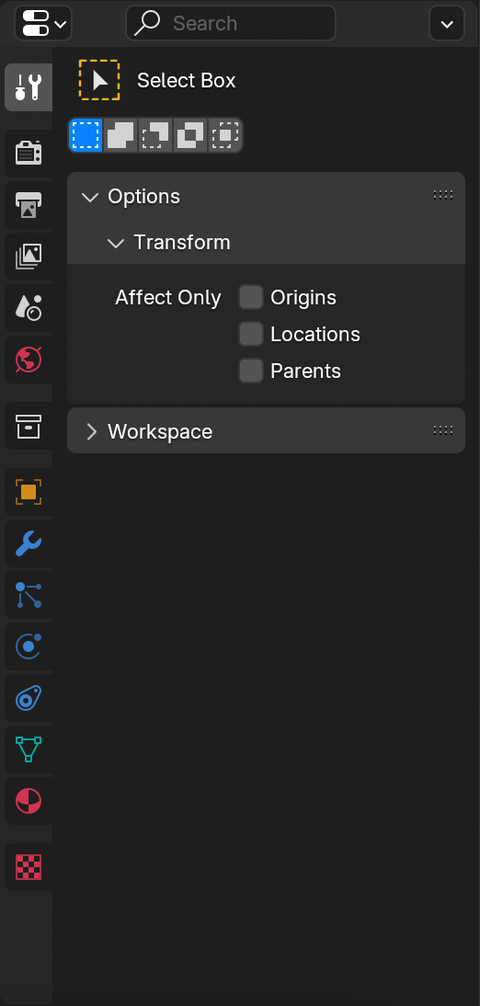 Search
Select Box
Options
Transform
Affect Only Origins
Locations
Parents
Workspace